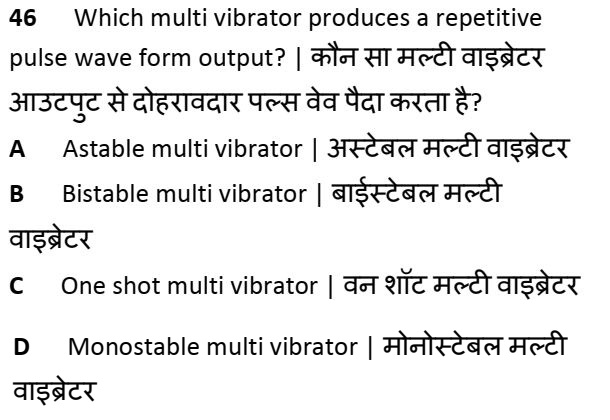 46 Which multi vibrator produces a repetitive
pulse wave form output? | कौन सा मल्टी वाइब्रेटर
आउटपुट से दोहरावदार पल्स वेव पैदा करता है?
A Astable multi vibrator | अस्टेबल मल्टी वाइब्रेटर
B Bistable multi vibrator | बाईस्टेबल मल्टी
वाइब्रेटर
C One shot multi vibrator | वन शॉट मल्टी वाइब्रेटर
D Monostable multi vibrator | मोनोस्टेबल मल्टी
वाइब्रेटर